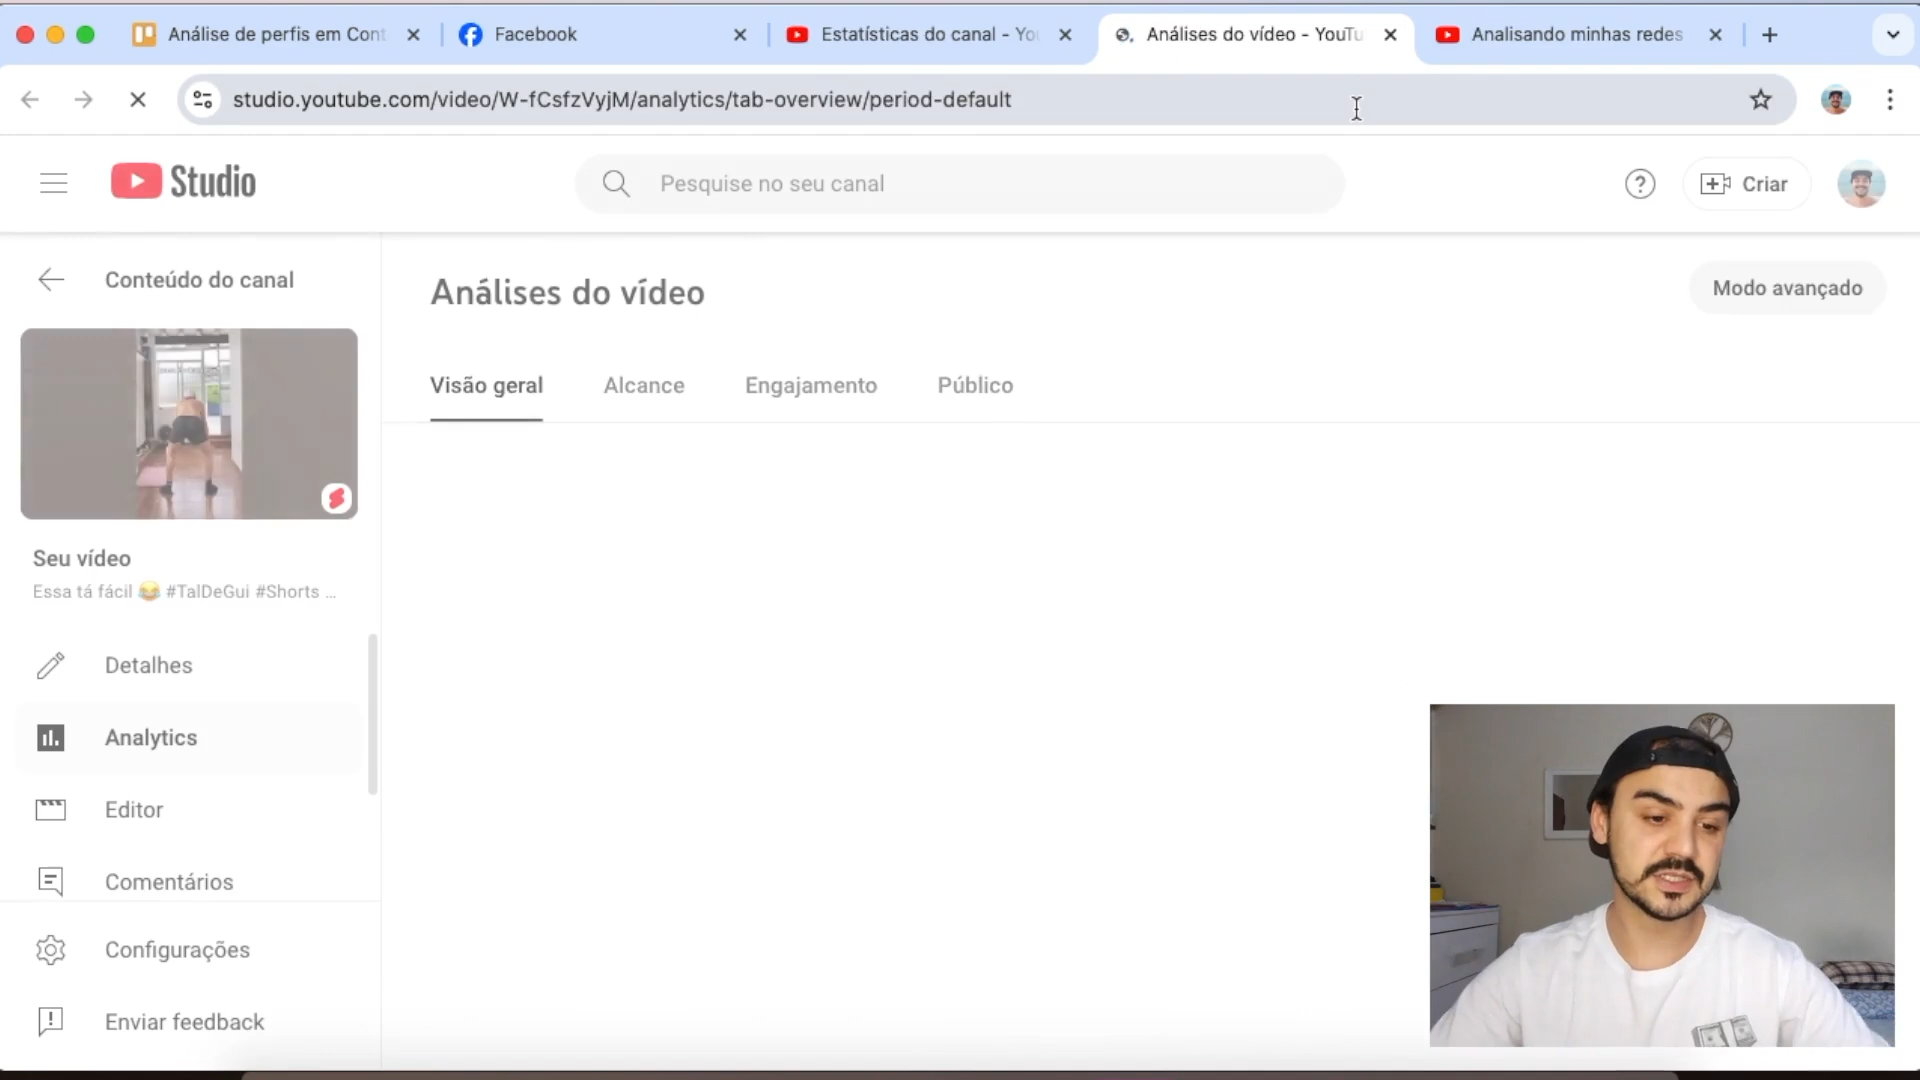 Análise de perfis em Cont
Facebook
Estatísticas do canal - You
Análises do vídeo - YouTu
Analisando minhas redes
studio.youtube.com/video/W-fCsfzVyjM/analytics/tab-overview/period-default
Studio
Pesquise no seu canal
Criar
Conteúdo do canal
Análises do vídeo
Modo avançado
Visão geral
Alcance
Engajamento
Público
Seu vídeo
Essa tá fácil 😂 #TalDeGui #Shorts ...
Detalhes
Analytics
Editor
Comentários
Configurações
Enviar feedback